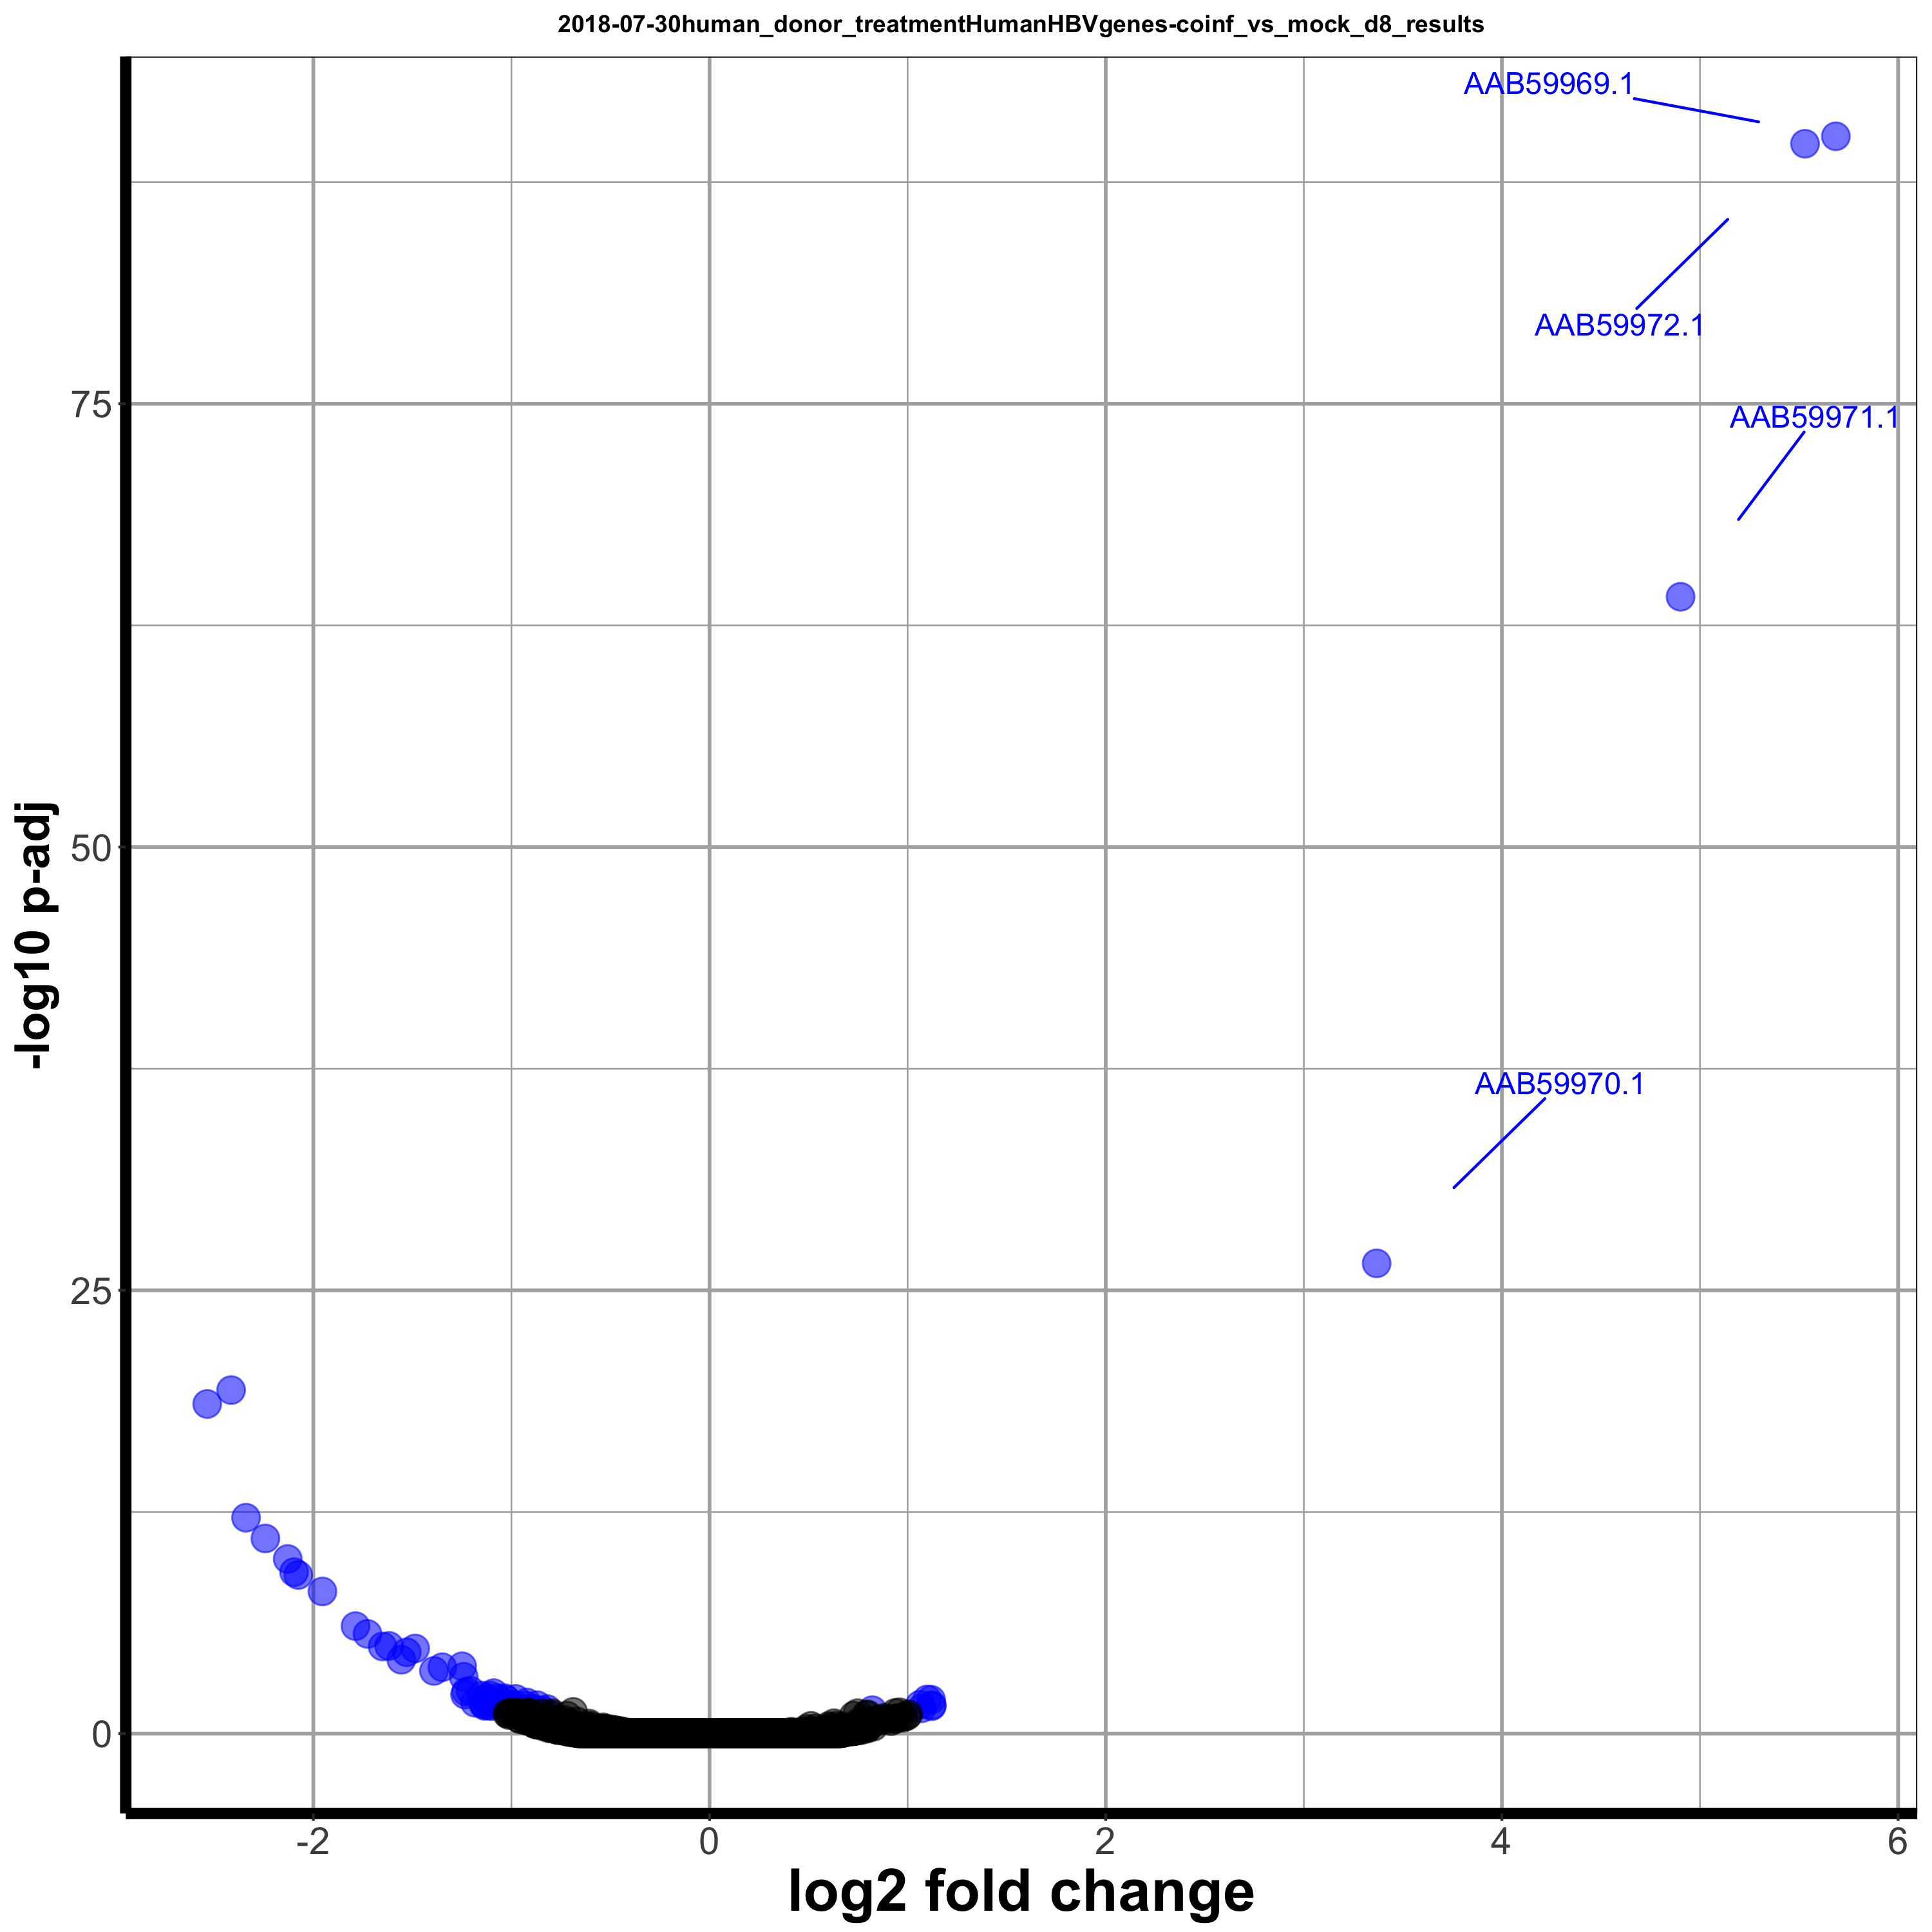 2018-07-30human_donor_treatmentHumanHBVgenes-coinf_vs_mock_d8_results
AAB59969.1
AAB59972.1
AAB59971.1
AAB59970.1
75
50
25
0
-log10 p-adj
-2
0
2
4
6
log2 fold change